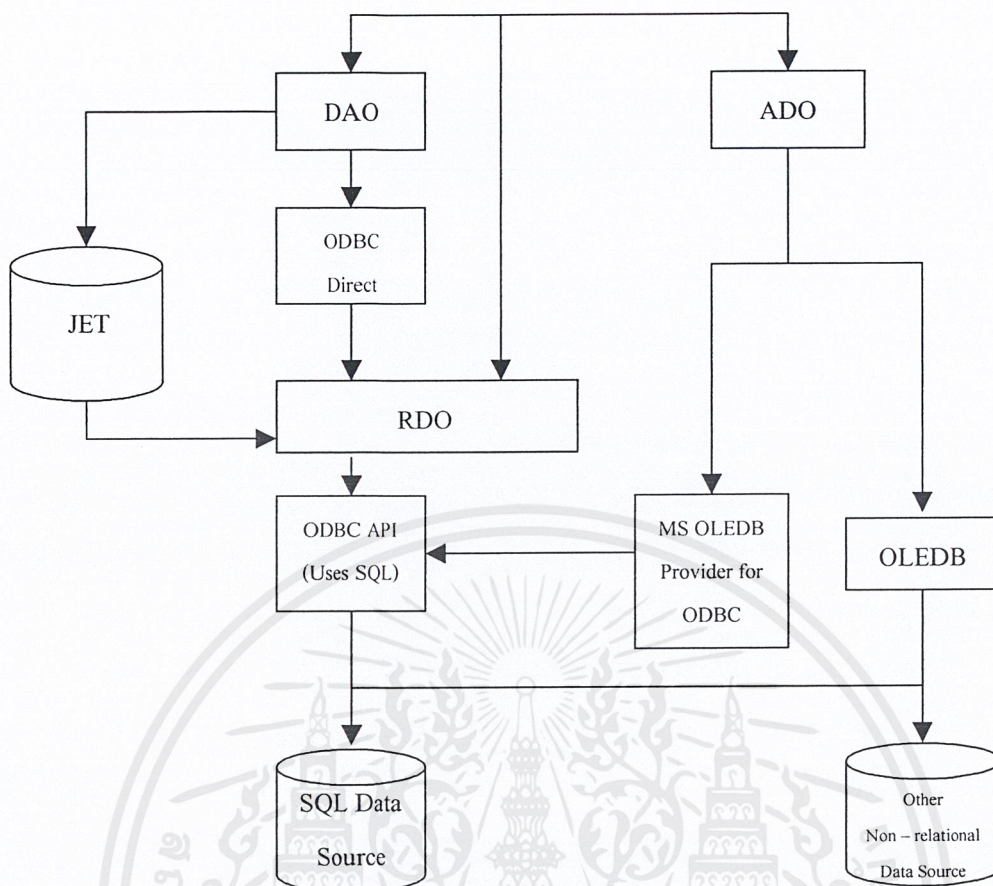 DAO
ADO
ODBC
Direct
JET
RDO
ODBC API
(Uses SQL)
MS OLEDB
Provider for
ODBC
OLEDB
SQL Data
Source
Other
Non – relational
Data Source